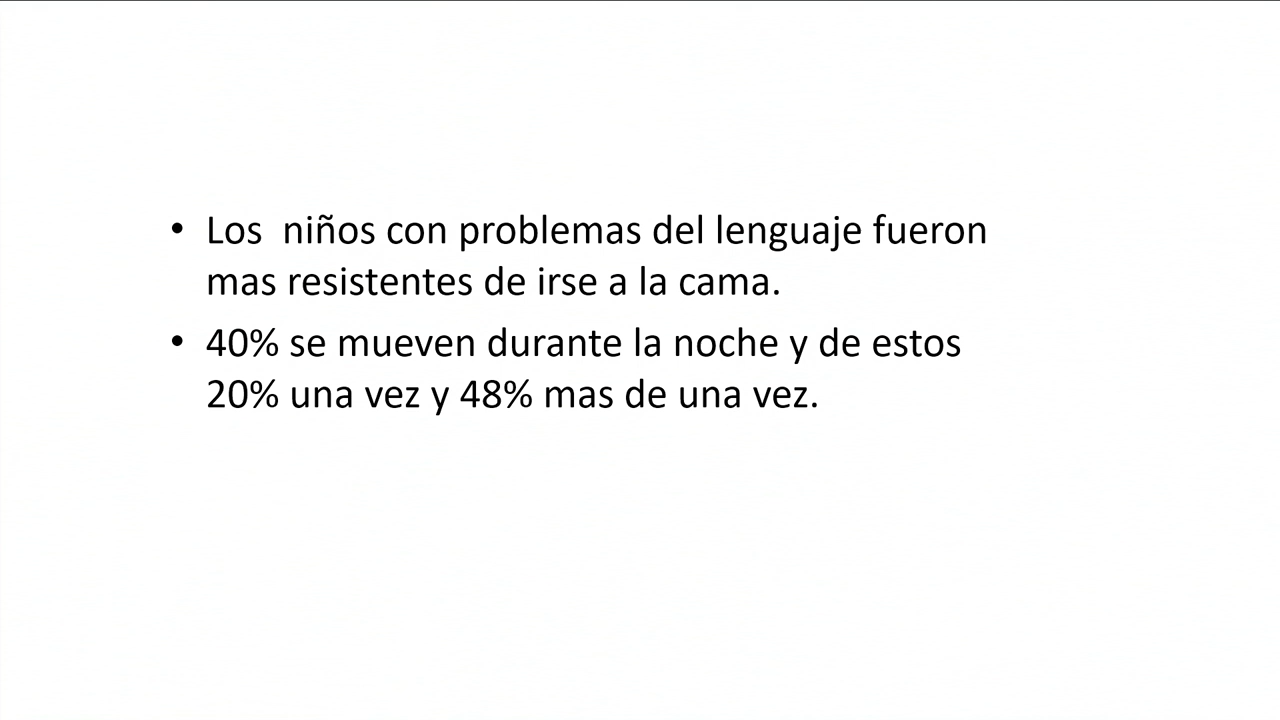 • Los  niños con problemas del lenguaje fueron
mas resistentes de irse a la cama.
• 40% se mueven durante la noche y de estos
20% una vez y 48% mas de una vez.